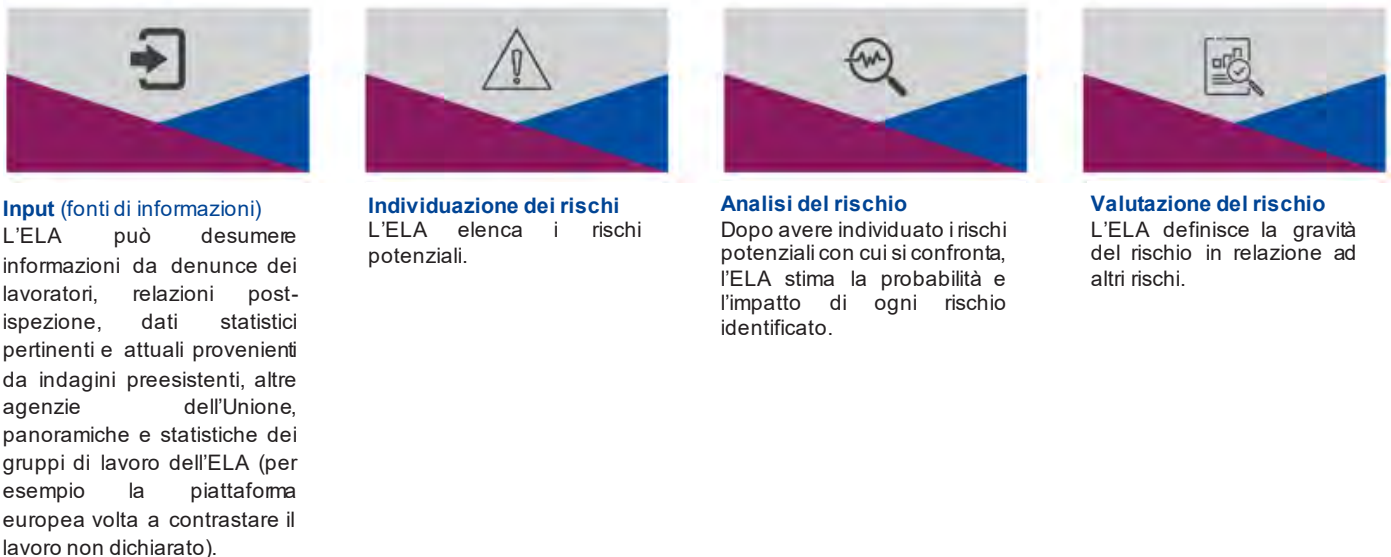 Input (fonti di informazioni)
L'ELA può desumere
informazioni da denunce dei
lavoratori, relazioni post-
ispezione, dati statistici
pertinenti e attuali provenienti
da indagini preesistenti, altre
agenzie dell'Unione,
panoramiche e statistiche dei
gruppi di lavoro dell'ELA (per
esempio la piattaforma
europea volta a contrastare il
lavoro non dichiarato).
Individuazione dei rischi
L'ELA elenca i rischi
potenziali.
Analisi del rischio
Dopo avere individuato i rischi
potenziali con cui si confronta,
l'ELA stima la probabilità e
l'impatto di ogni rischio
identificato.
Valutazione del rischio
L'ELA definisce la gravità
del rischio in relazione ad
altri rischi.